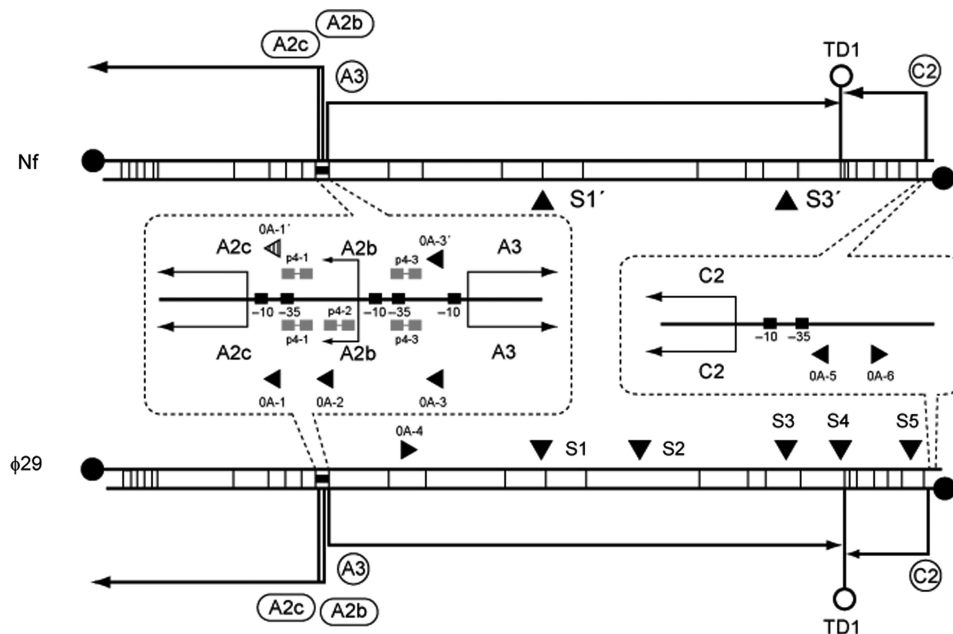 A2b
A2c
A3
TD1
C2
Nf
S1´ S3´
0A-1´
A2c A2b 0A-3´ A3
p4-1 p4-3
C2
−10 −35 p4-2 −10 −35 −10
p4-1 p4-3
A2c A2b A3
−10 −35
C2
0A-5 0A-6
0A-1 0A-2 0A-3
0A-4 S1 S2 S3 S4 S5
ϕ29
A3
C2
A2c A2b
TD1